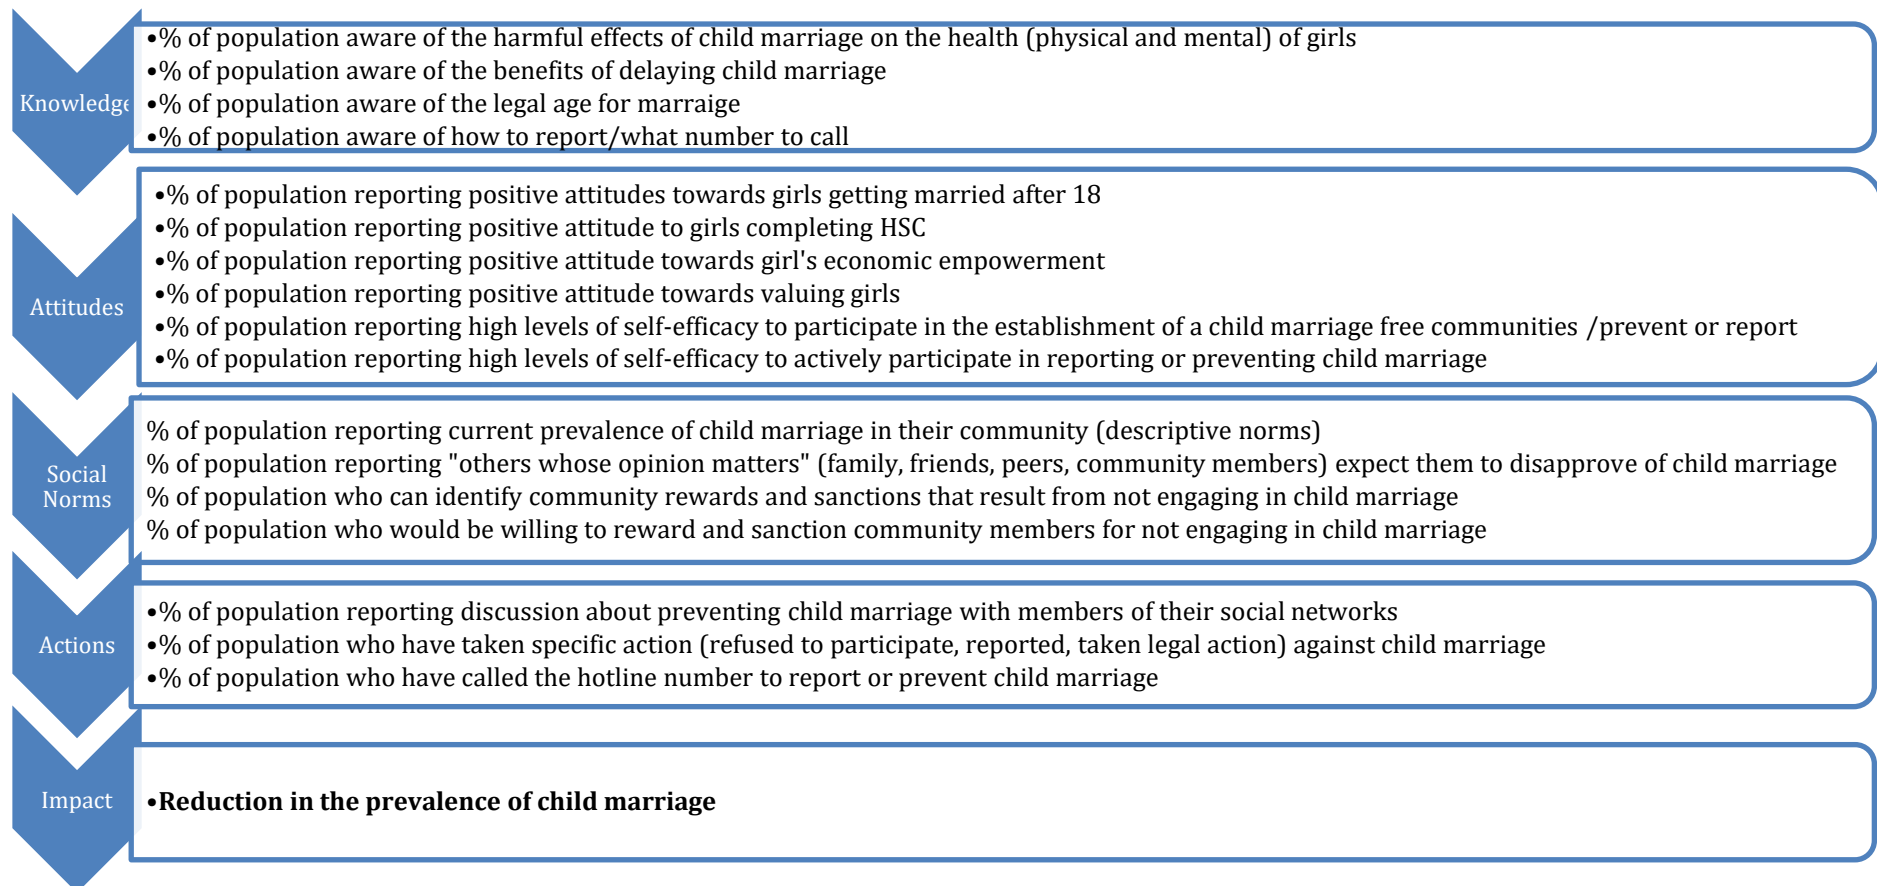 Knowledge
•% of population aware of the harmful effects of child marriage on the health (physical and mental) of girls
•% of population aware of the benefits of delaying child marriage
•% of population aware of the legal age for marraige
•% of population aware of how to report/what number to call
Attitudes
•% of population reporting positive attitudes towards girls getting married after 18
•% of population reporting positive attitude to girls completing HSC
•% of population reporting positive attitude towards girl's economic empowerment
•% of population reporting positive attitude towards valuing girls
•% of population reporting high levels of self-efficacy to participate in the establishment of a child marriage free communities /prevent or report
•% of population reporting high levels of self-efficacy to actively participate in reporting or preventing child marriage
Social
Norms
% of population reporting current prevalence of child marriage in their community (descriptive norms)
% of population reporting "others whose opinion matters" (family, friends, peers, community members) expect them to disapprove of child marriage
% of population who can identify community rewards and sanctions that result from not engaging in child marriage
% of population who would be willing to reward and sanction community members for not engaging in child marriage
Actions
•% of population reporting discussion about preventing child marriage with members of their social networks
•% of population who have taken specific action (refused to participate, reported, taken legal action) against child marriage
•% of population who have called the hotline number to report or prevent child marriage
Impact
•Reduction in the prevalence of child marriage